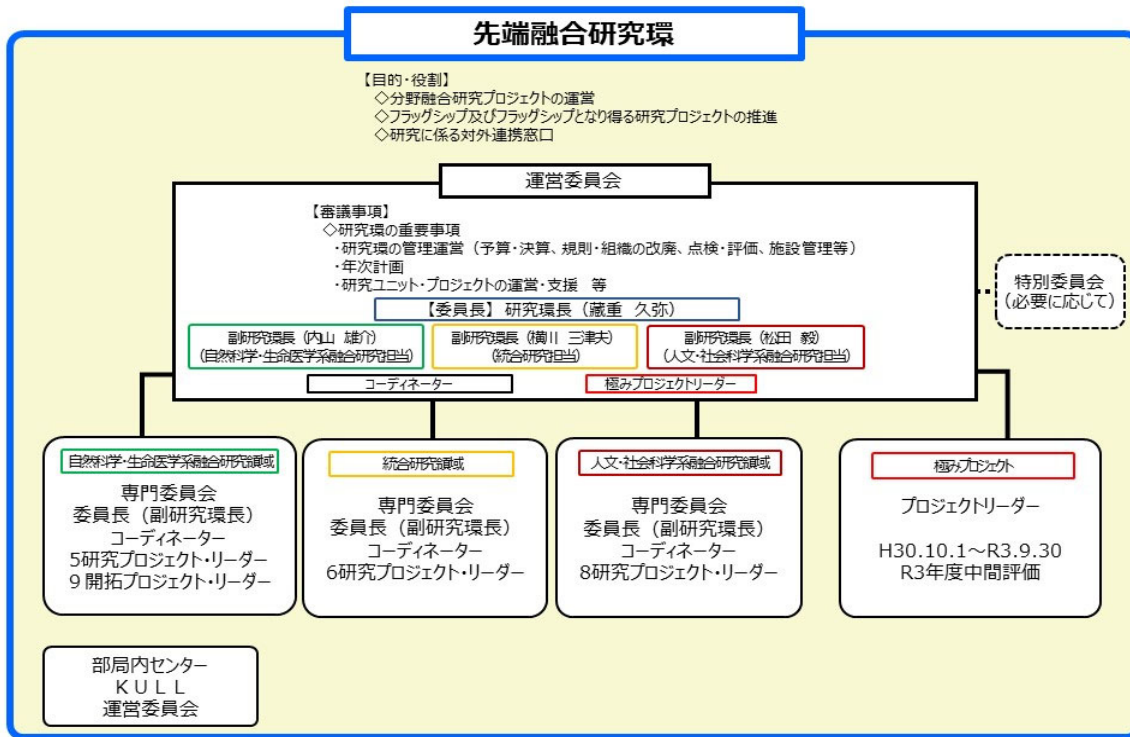 先端融合研究環
【目的・役割】
◇分野融合研究プロジェクトの運営
◇フラッグシップ及びフラッグシップとなり得る研究プロジェクトの推進
◇研究に係る対外連携窓口
運営委員会
【審議事項】
◇研究環の重要事項
・研究環の管理運営（予算・決算、規則・組織の改廃、点検・評価、施設管理等）
・年次計画
・研究ユニット・プロジェクトの運営・支援　等
【委員長】研究環長（蔵重　久弥）
副研究環長（内山　雄介）
（自然科学・生命医学系融合研究担当）
副研究環長（横川　三津夫）
（統合研究担当）
副研究環長（松田　毅）
（人文・社会科学系融合研究担当）
コーディネーター
極みプロジェクトリーダー
特別委員会
（必要に応じて）
自然科学・生命医学系融合研究領域
専門委員会
委員長（副研究環長）
コーディネーター
5研究プロジェクト・リーダー
９開拓プロジェクト・リーダー
統合研究領域
専門委員会
委員長（副研究環長）
コーディネーター
6研究プロジェクト・リーダー
人文・社会科学系融合研究領域
専門委員会
委員長（副研究環長）
コーディネーター
8研究プロジェクト・リーダー
極みプロジェクト
プロジェクトリーダー
H30.10.1～R3.9.30
R3年度中間評価
部局内センター
ＫＵＬＬ
運営委員会